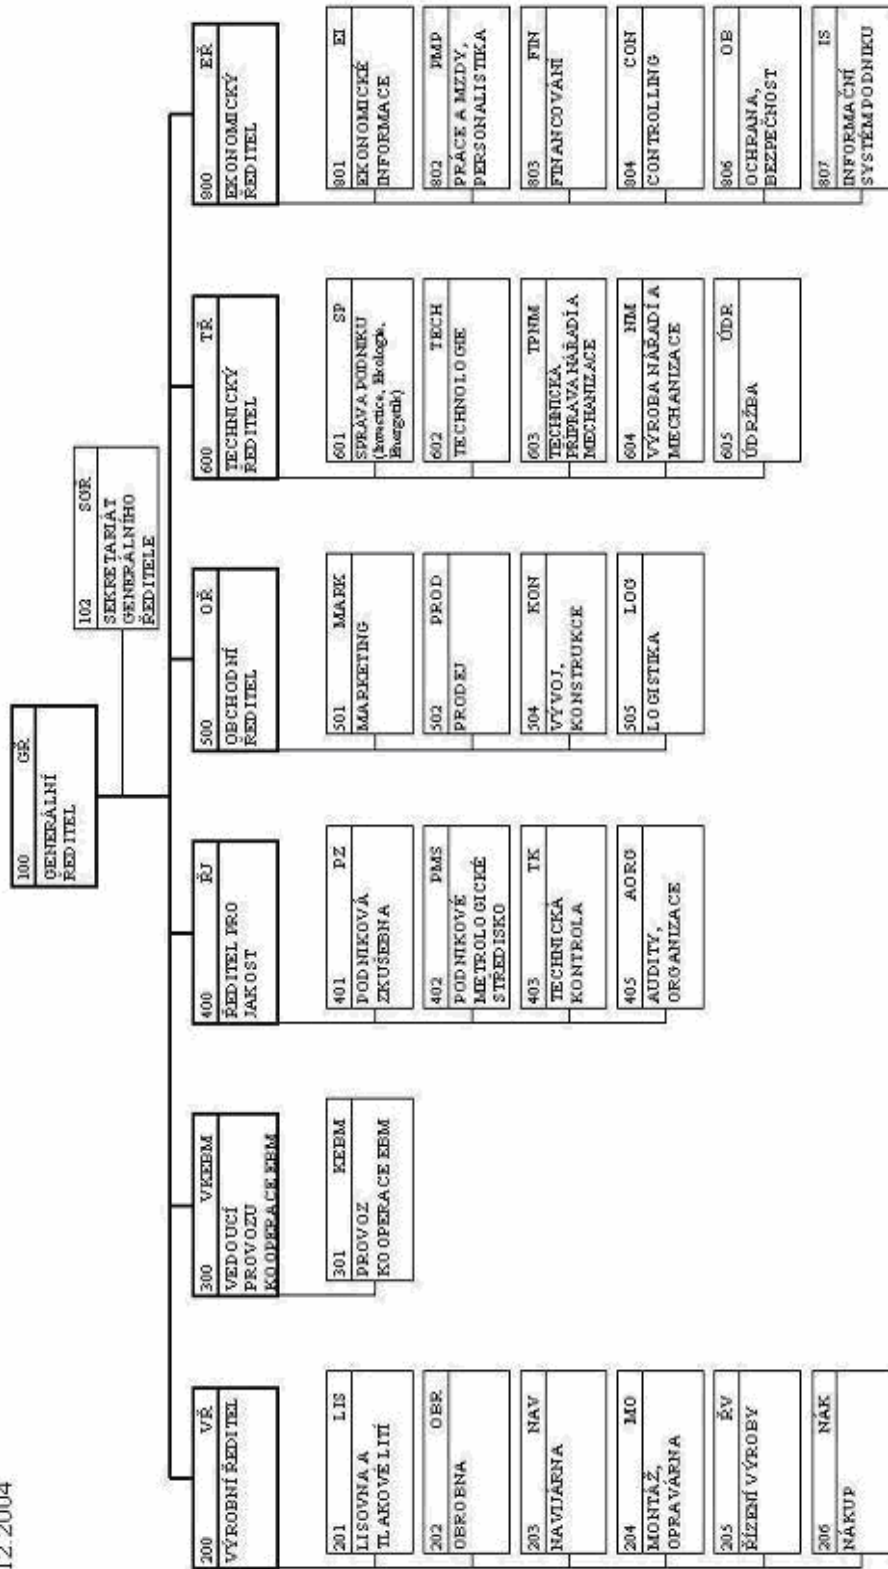 12.2004
100 GŘ
GENERÁLNÍ
ŘEDITEL
102 SGŘ
SEKRETARIÁT
GENERÁLNÍHO
ŘEDITELE
200 VŘ
VÝROBNÍ ŘEDITEL
201 LIS
LISOVNA A
TLAKOVÉ LITÍ
202 OBR
OBROBNA
203 NAV
NAVIJÁRNA
204 MO
MONTÁŽ,
OPRAVÁRNA
205 ŘV
ŘÍZENÍ VÝROBY
206 NÁK
NÁKUP
300 VKEBM
VEDOUCÍ
PROVOZU
KOOPERACE EBM
301 KEBM
PROVOZ
KOOPERACE EBM
400 ŘJ
ŘEDITEL PRO
JAKOST
401 PZ
PODNIKOVÁ
ZKUŠEBNA
402 PMS
PODNIKOVÉ
METROLOGICKÉ
STŘEDISKO
403 TK
TECHNICKÁ
KONTROLA
405 AORG
AUDITY,
ORGANIZACE
500 OŘ
OBCHODNÍ
ŘEDITEL
501 MARK
MARKETING
502 PROD
PRODEJ
504 KON
VÝVOJ,
KONSTRUKCE
505 LOG
LOGISTIKA
600 TŘ
TECHNICKÝ
ŘEDITEL
601 SP
SPRÁVA PODNIKU
(Investice, Ekologie,
Energetik)
602 TECH
TECHNOLOGIE
603 TPNM
TECHNICKÁ
PŘÍPRAVA NÁŘADÍ A
MECHANIZACE
604 NM
VÝROBA NÁŘADÍ A
MECHANIZACE
605 ÚDR
ÚDRŽBA
800 EŘ
EKONOMICKÝ
ŘEDITEL
801 EI
EKONOMICKÉ
INFORMACE
802 PMP
PRÁCE A MZDY,
PERSONALISTIKA
803 FIN
FINANCOVÁNÍ
804 CON
CONTROLLING
806 OB
OCHRANA,
BEZPEČNOST
807 IS
INFORMAČNÍ
SYSTÉM PODNIKU